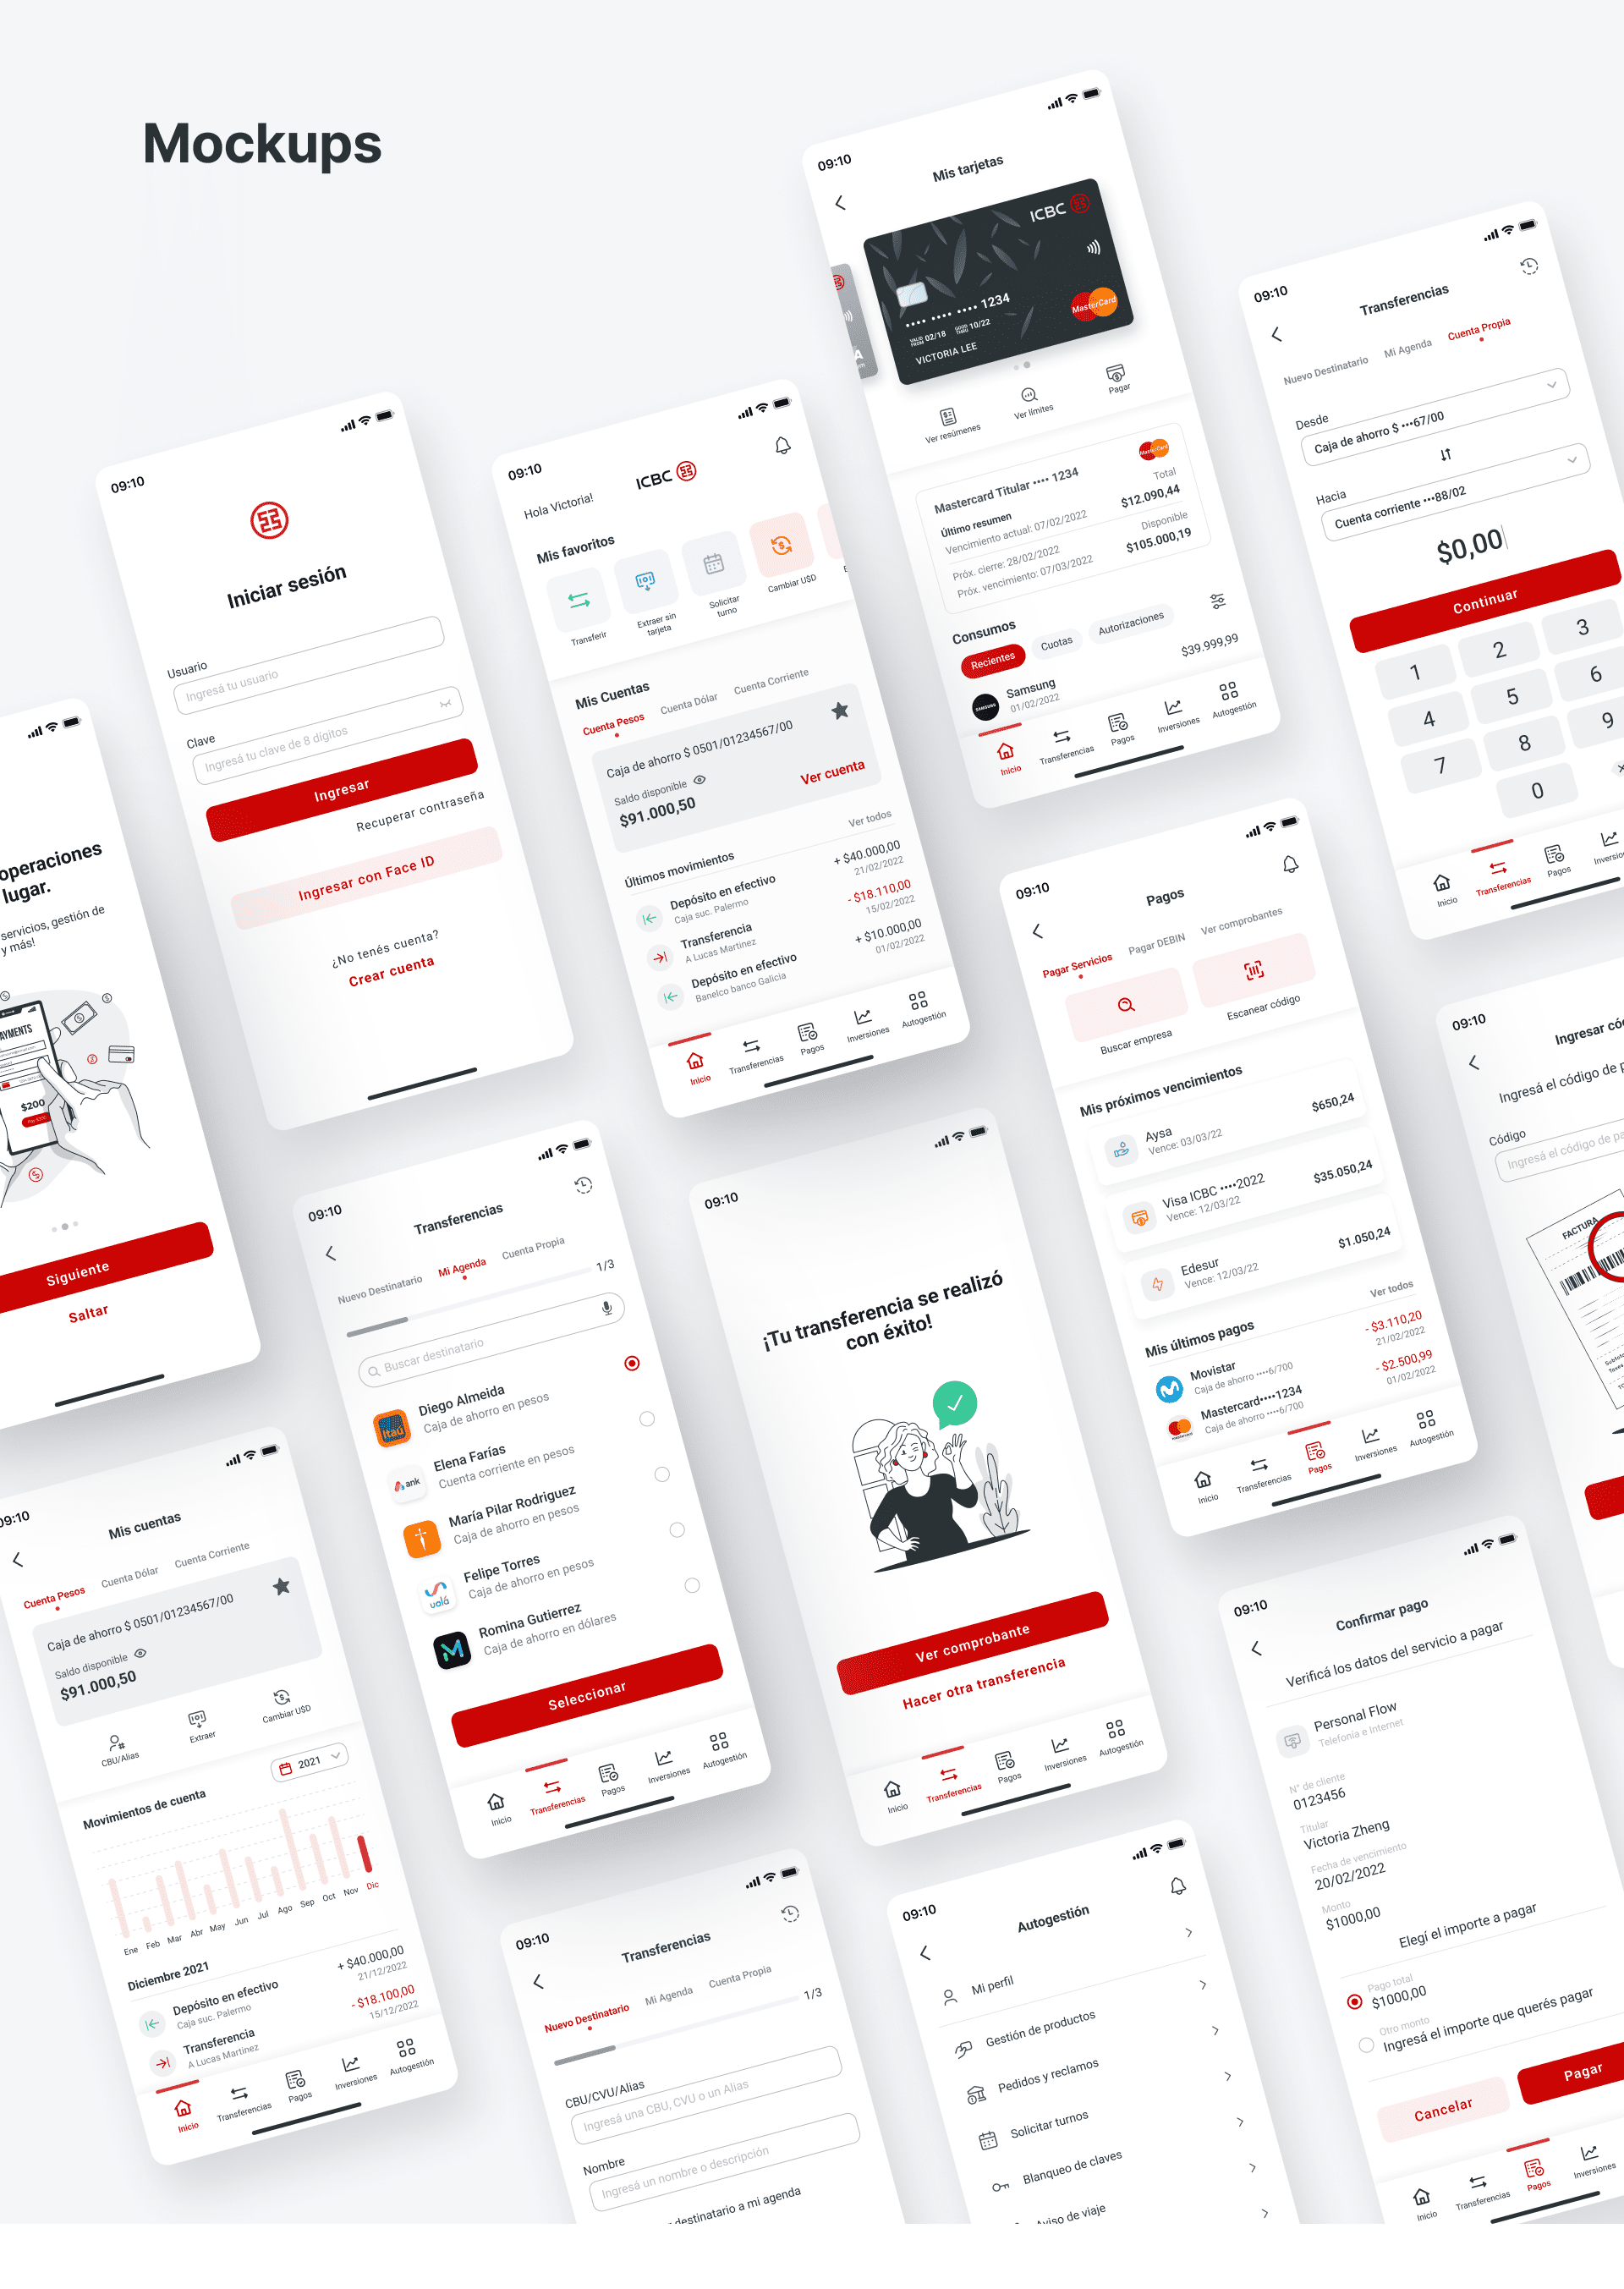 Mockups
09:10
Mis tarjetas
ICBC
•••• •••• •••• 1234
VALID FROM 02/18 GOOD THRU 10/22
VICTORIA LEE
MasterCard
Ver resúmenes
Ver límites
Pagar
Mastercard Titular •••• 1234
MasterCard
Último resumen
Total
Vencimiento actual: 07/02/2022
$12.090,44
Próx. cierre: 28/02/2022
Disponible
Próx. vencimiento: 07/03/2022
$105.000,19
Consumos
Recientes
Cuotas
Autorizaciones
SAMSUNG
Samsung
$39.999,99
01/02/2022
Inicio
Transferencias
Pagos
Inversiones
Autogestión
09:10
Transferencias
Nuevo Destinatario
Mi Agenda
Cuenta Propia
Desde
Caja de ahorro $ •••67/00
Hacia
Cuenta corriente •••88/02
$0,00
Continuar
1
2
3
4
5
6
7
8
9
0
Inicio
Transferencias
Pagos
09:10
Iniciar sesión
Usuario
Ingresá tu usuario
Clave
Ingresá tu clave de 8 dígitos
Ingresar
Recuperar contraseña
Ingresar con Face ID
¿No tenés cuenta?
Crear cuenta
09:10
Hola Victoria!
ICBC
Mis favoritos
Transferir
Extraer sin
tarjeta
Solicitar
turno
Cambiar U$D
Mis Cuentas
Cuenta Pesos
Cuenta Dólar
Cuenta Corriente
Caja de ahorro $ 0501/01234567/00
Saldo disponible
$91.000,50
Ver cuenta
Últimos movimientos
Ver todos
Depósito en efectivo
+ $40.000,00
Caja suc. Palermo
21/02/2022
Transferencia
- $18.110,00
A Lucas Martinez
15/02/2022
Depósito en efectivo
+ $10.000,00
Banelco banco Galicia
01/02/2022
Inicio
Transferencias
Pagos
Inversiones
Autogestión
operaciones
lugar.
servicios, gestión de
y más!
$200
Siguiente
Saltar
09:10
Pagos
Pagar Servicios
Pagar DEBIN
Ver comprobantes
Buscar empresa
Escanear código
Mis próximos vencimientos
Aysa
Vence: 03/03/22
$650,24
Visa ICBC ••••2022
Vence: 12/03/22
$35.050,24
Edesur
Vence: 12/03/22
$1.050,24
Mis últimos pagos
Ver todos
Movistar
- $3.110,20
Caja de ahorro ••••6/700
21/02/2022
Mastercard••••1234
- $2.500,99
Caja de ahorro ••••6/700
01/02/2022
Inicio
Transferencias
Pagos
Inversiones
Autogestión
09:10
Ingresá el código de
Código
Ingresá el código de
FACTURA
09:10
Transferencias
Nuevo Destinatario
Mi Agenda
Cuenta Propia
1/3
Buscar destinatario
Itaú
Diego Almeida
Caja de ahorro en pesos
ank
Elena Farías
Cuenta corriente en pesos
María Pilar Rodriguez
Caja de ahorro en pesos
ualá
Felipe Torres
Caja de ahorro en pesos
Romina Gutierrez
Caja de ahorro en dólares
Seleccionar
Inicio
Transferencias
Pagos
Inversiones
Autogestión
09:10
¡Tu transferencia se realizó
con éxito!
Ver comprobante
Hacer otra transferencia
Inicio
Transferencias
Pagos
Inversiones
Autogestión
09:10
Mis cuentas
Cuenta Pesos
Cuenta Dólar
Cuenta Corriente
Caja de ahorro $ 0501/01234567/00
Saldo disponible
$91.000,50
CBU/Alias
Extraer
Cambiar U$D
Movimientos de cuenta
2021
Ene Feb Mar Abr May Jun Jul Ago Sep Oct Nov Dic
Diciembre 2021
Depósito en efectivo
+ $40.000,00
Caja suc. Palermo
21/12/2022
Transferencia
- $18.100,00
A Lucas Martinez
15/12/2022
Inicio
Transferencias
Pagos
Inversiones
Autogestión
09:10
Transferencias
Nuevo Destinatario
Mi Agenda
Cuenta Propia
1/3
CBU/CVU/Alias
Ingresá una CBU, CVU o un Alias
Nombre
Ingresá un nombre o descripción
destinatario a mi agenda
09:10
Autogestión
Mi perfil
Gestión de productos
Pedidos y reclamos
Solicitar turnos
Blanqueo de claves
Aviso de viaje
09:10
Confirmar pago
Verificá los datos del servicio a pagar
Personal Flow
Telefonía e Internet
N° de cliente
0123456
Titular
Victoria Zheng
Fecha de vencimiento
20/02/2022
Monto
$1000,00
Elegí el importe a pagar
Pago total
$1000,00
Otro monto
Ingresá el importe que querés pagar
Cancelar
Pagar
Inicio
Transferencias
Pagos
Inversiones